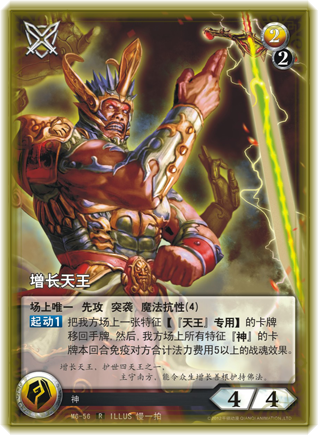 2
2
增长天王
场上唯一 先攻 突袭 魔法抗性(4)
起动1 把我方场上一张特征【『天王』专用】的卡牌
移回手牌，然后，我方场上所有特征『神』的卡
牌本回合免疫对方合计法力费用5以上的战魂效果。
增长天王，护世四天王之一。
主守南方，能令众生增长善根护持佛法。
神
4/4
R ILLUS